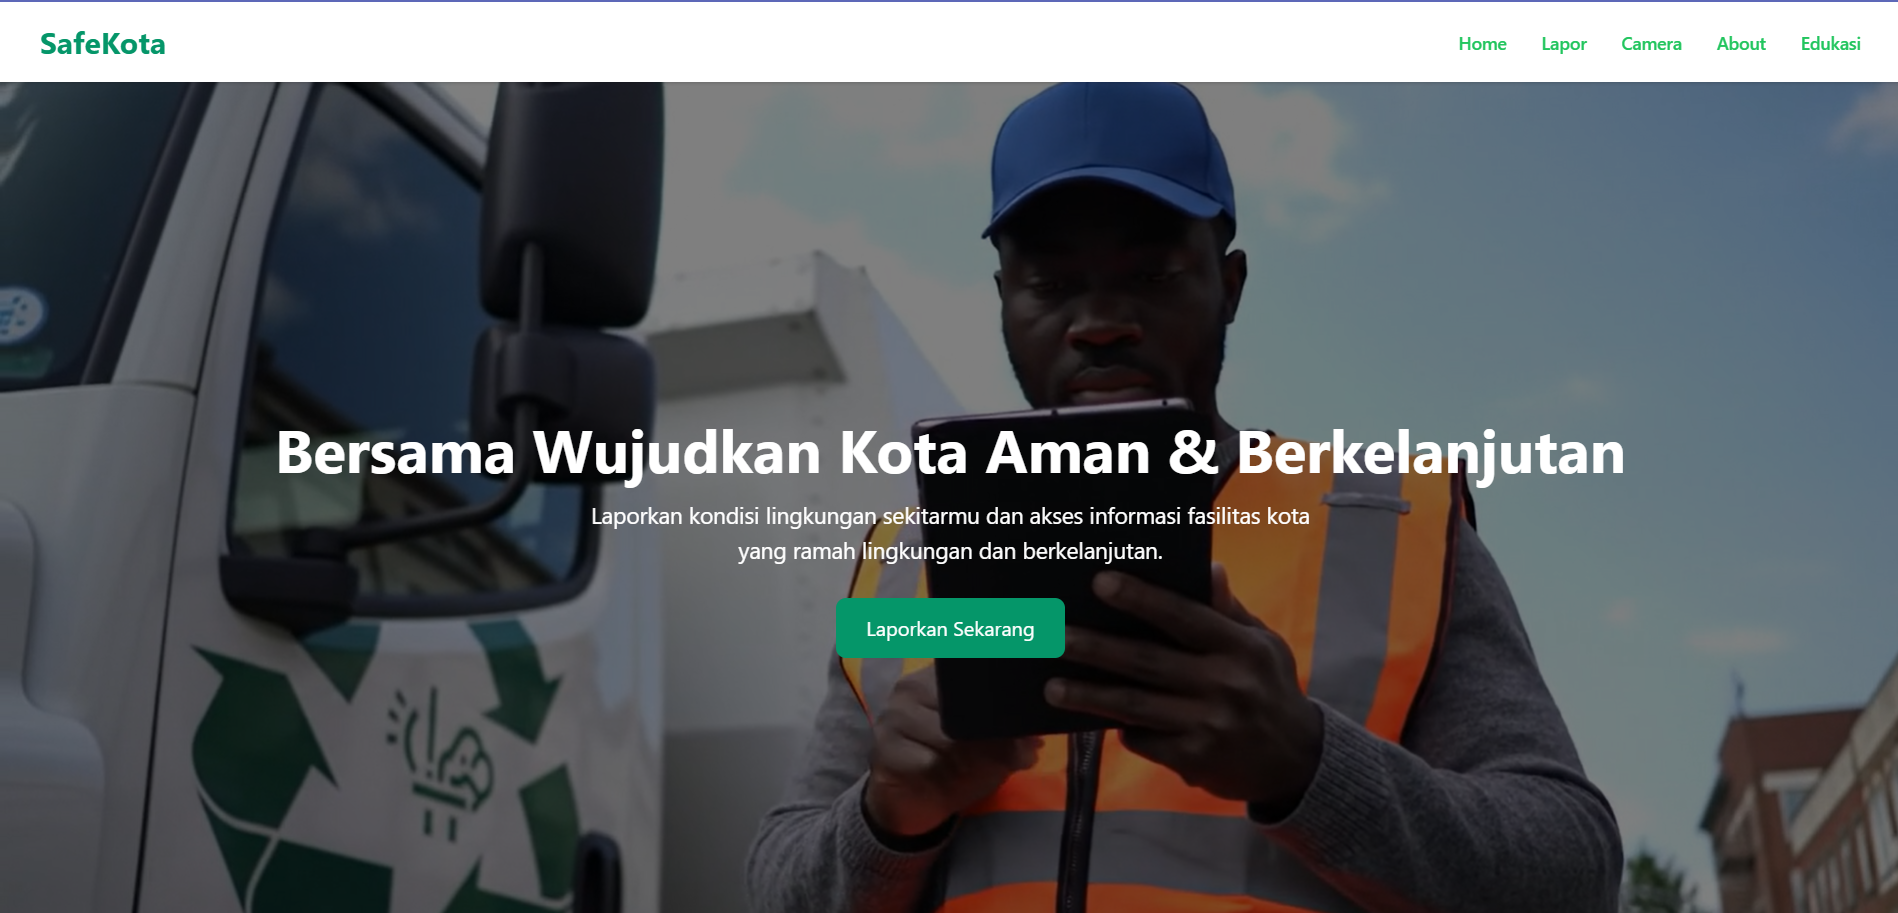 SafeKota
Home Lapor Camera About Edukasi
Bersama Wujudkan Kota Aman & Berkelanjutan
Laporkan kondisi lingkungan sekitarmu dan akses informasi fasilitas kota
yang ramah lingkungan dan berkelanjutan.
Laporkan Sekarang